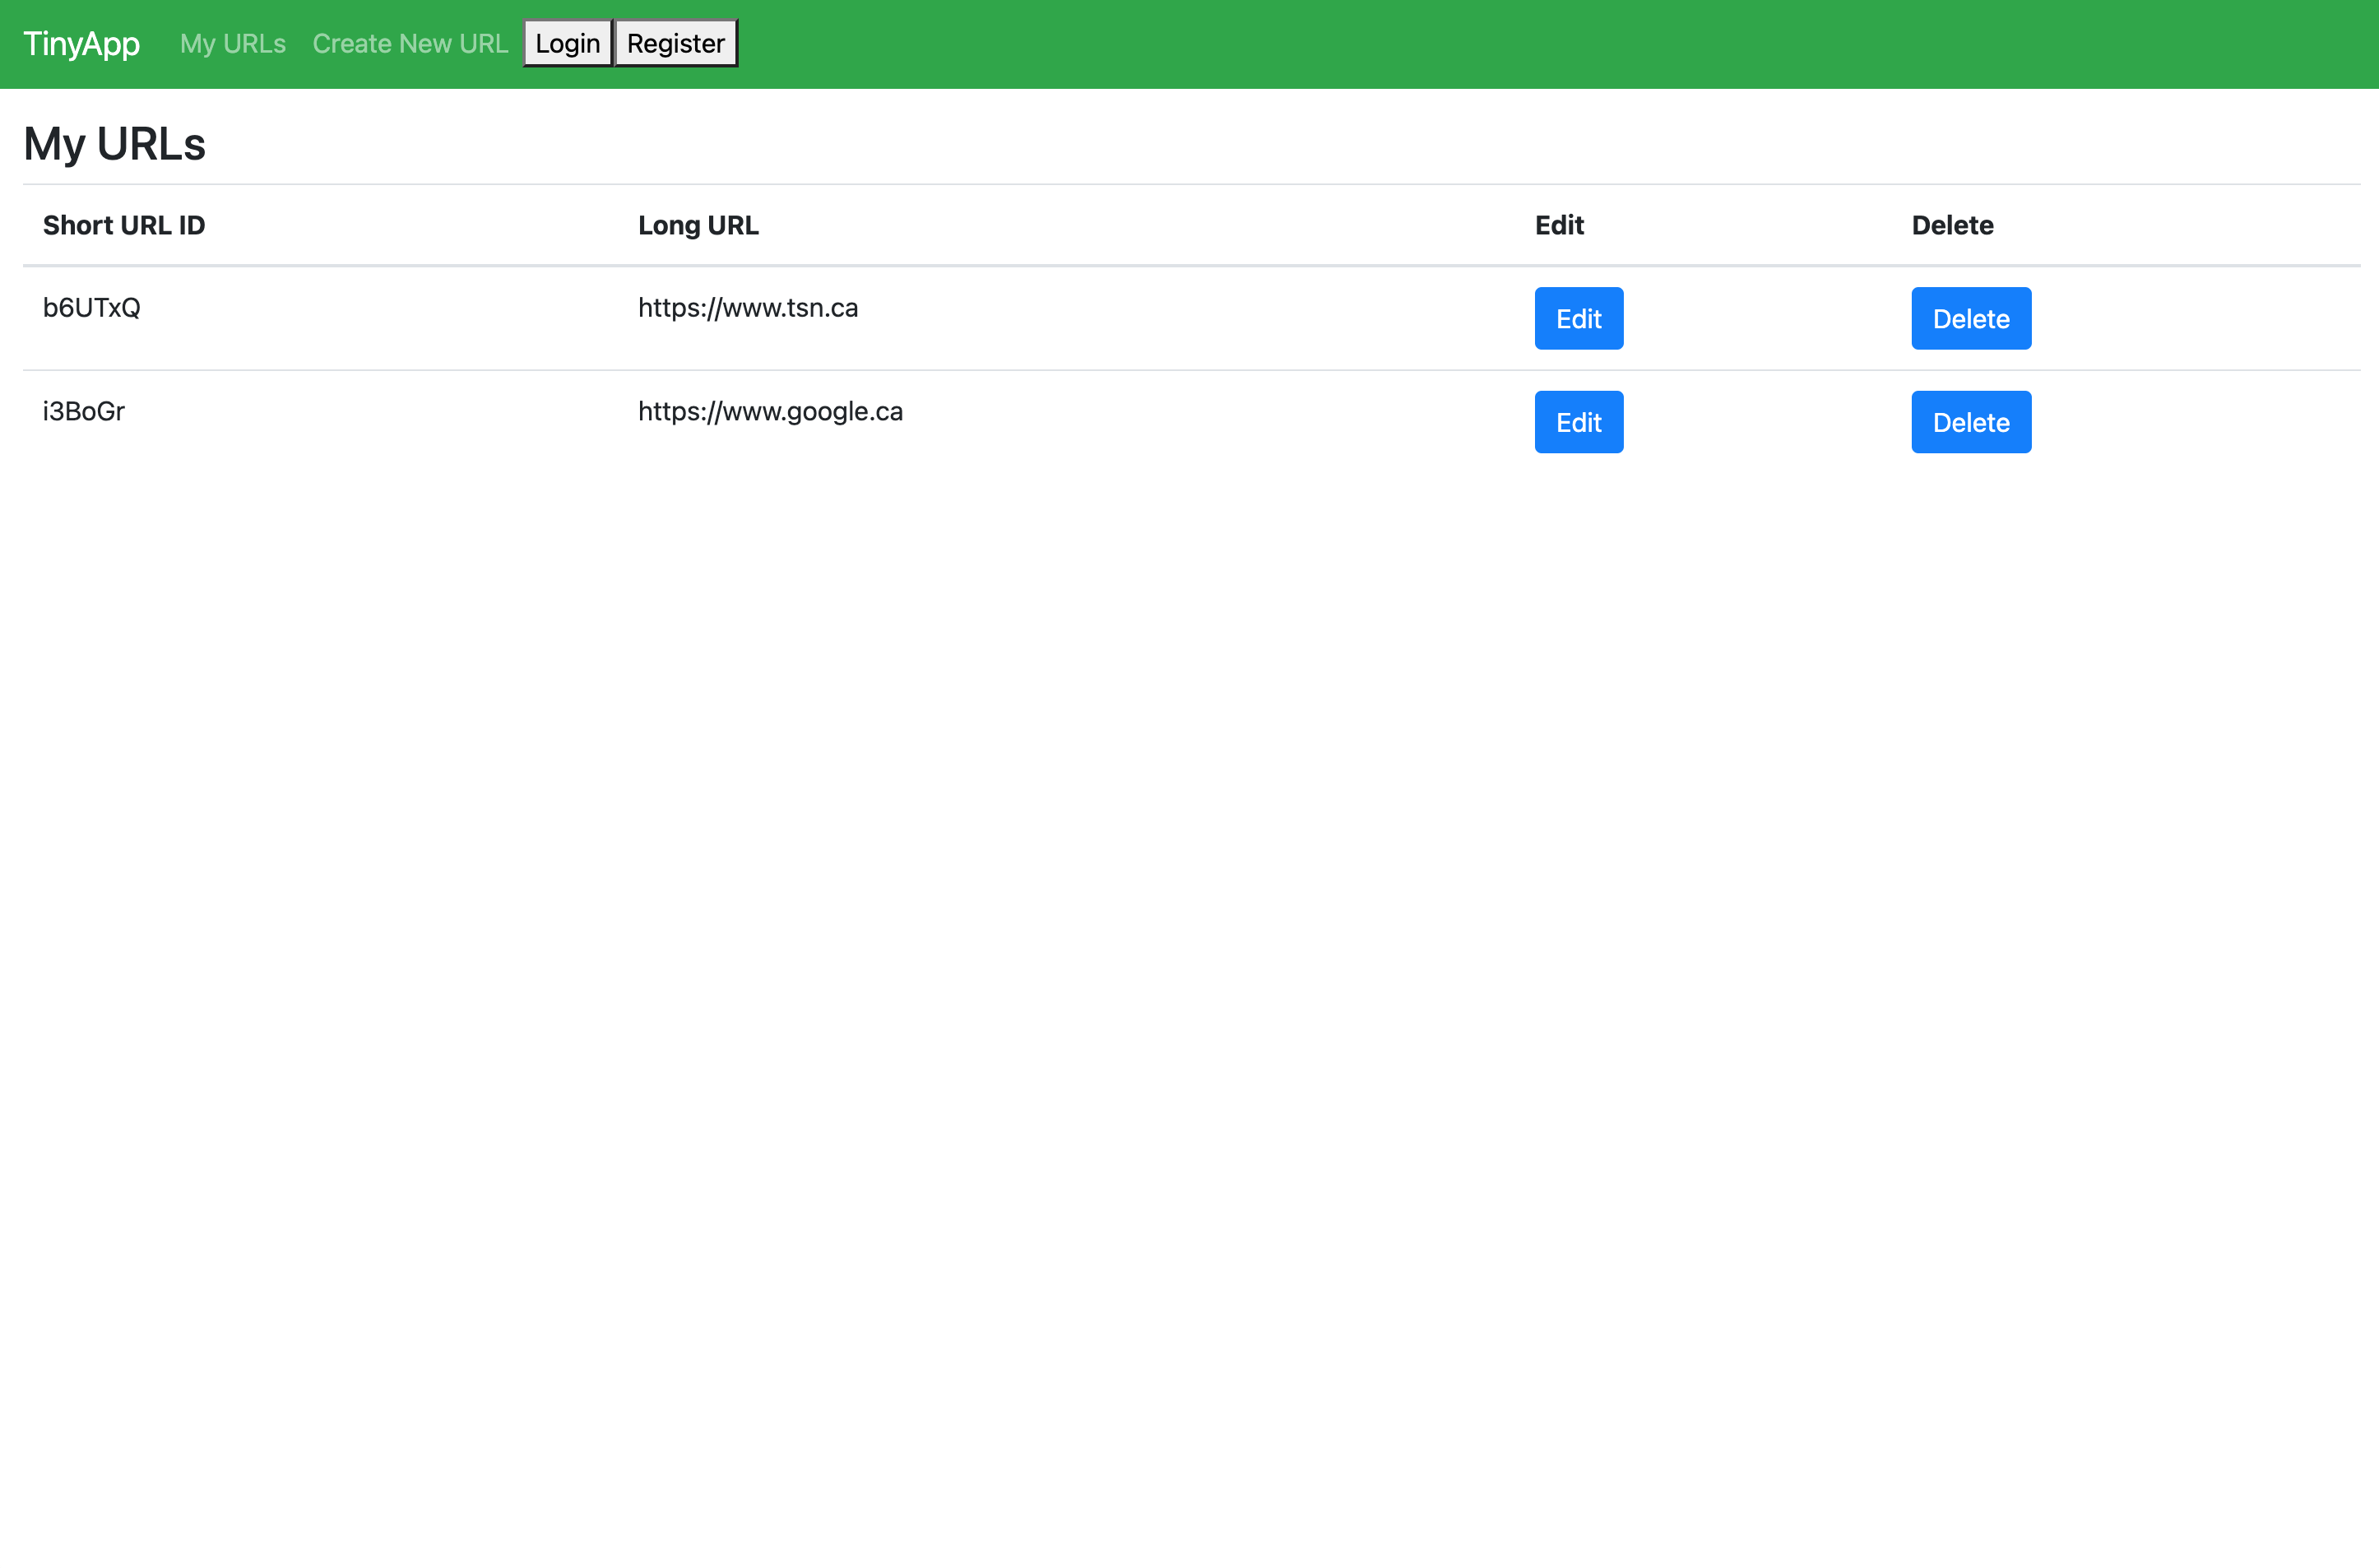 TinyApp My URLs Create New URL Login Register
My URLs
Short URL ID Long URL Edit Delete
b6UTxQ https://www.tsn.ca Edit Delete
i3BoGr https://www.google.ca Edit Delete